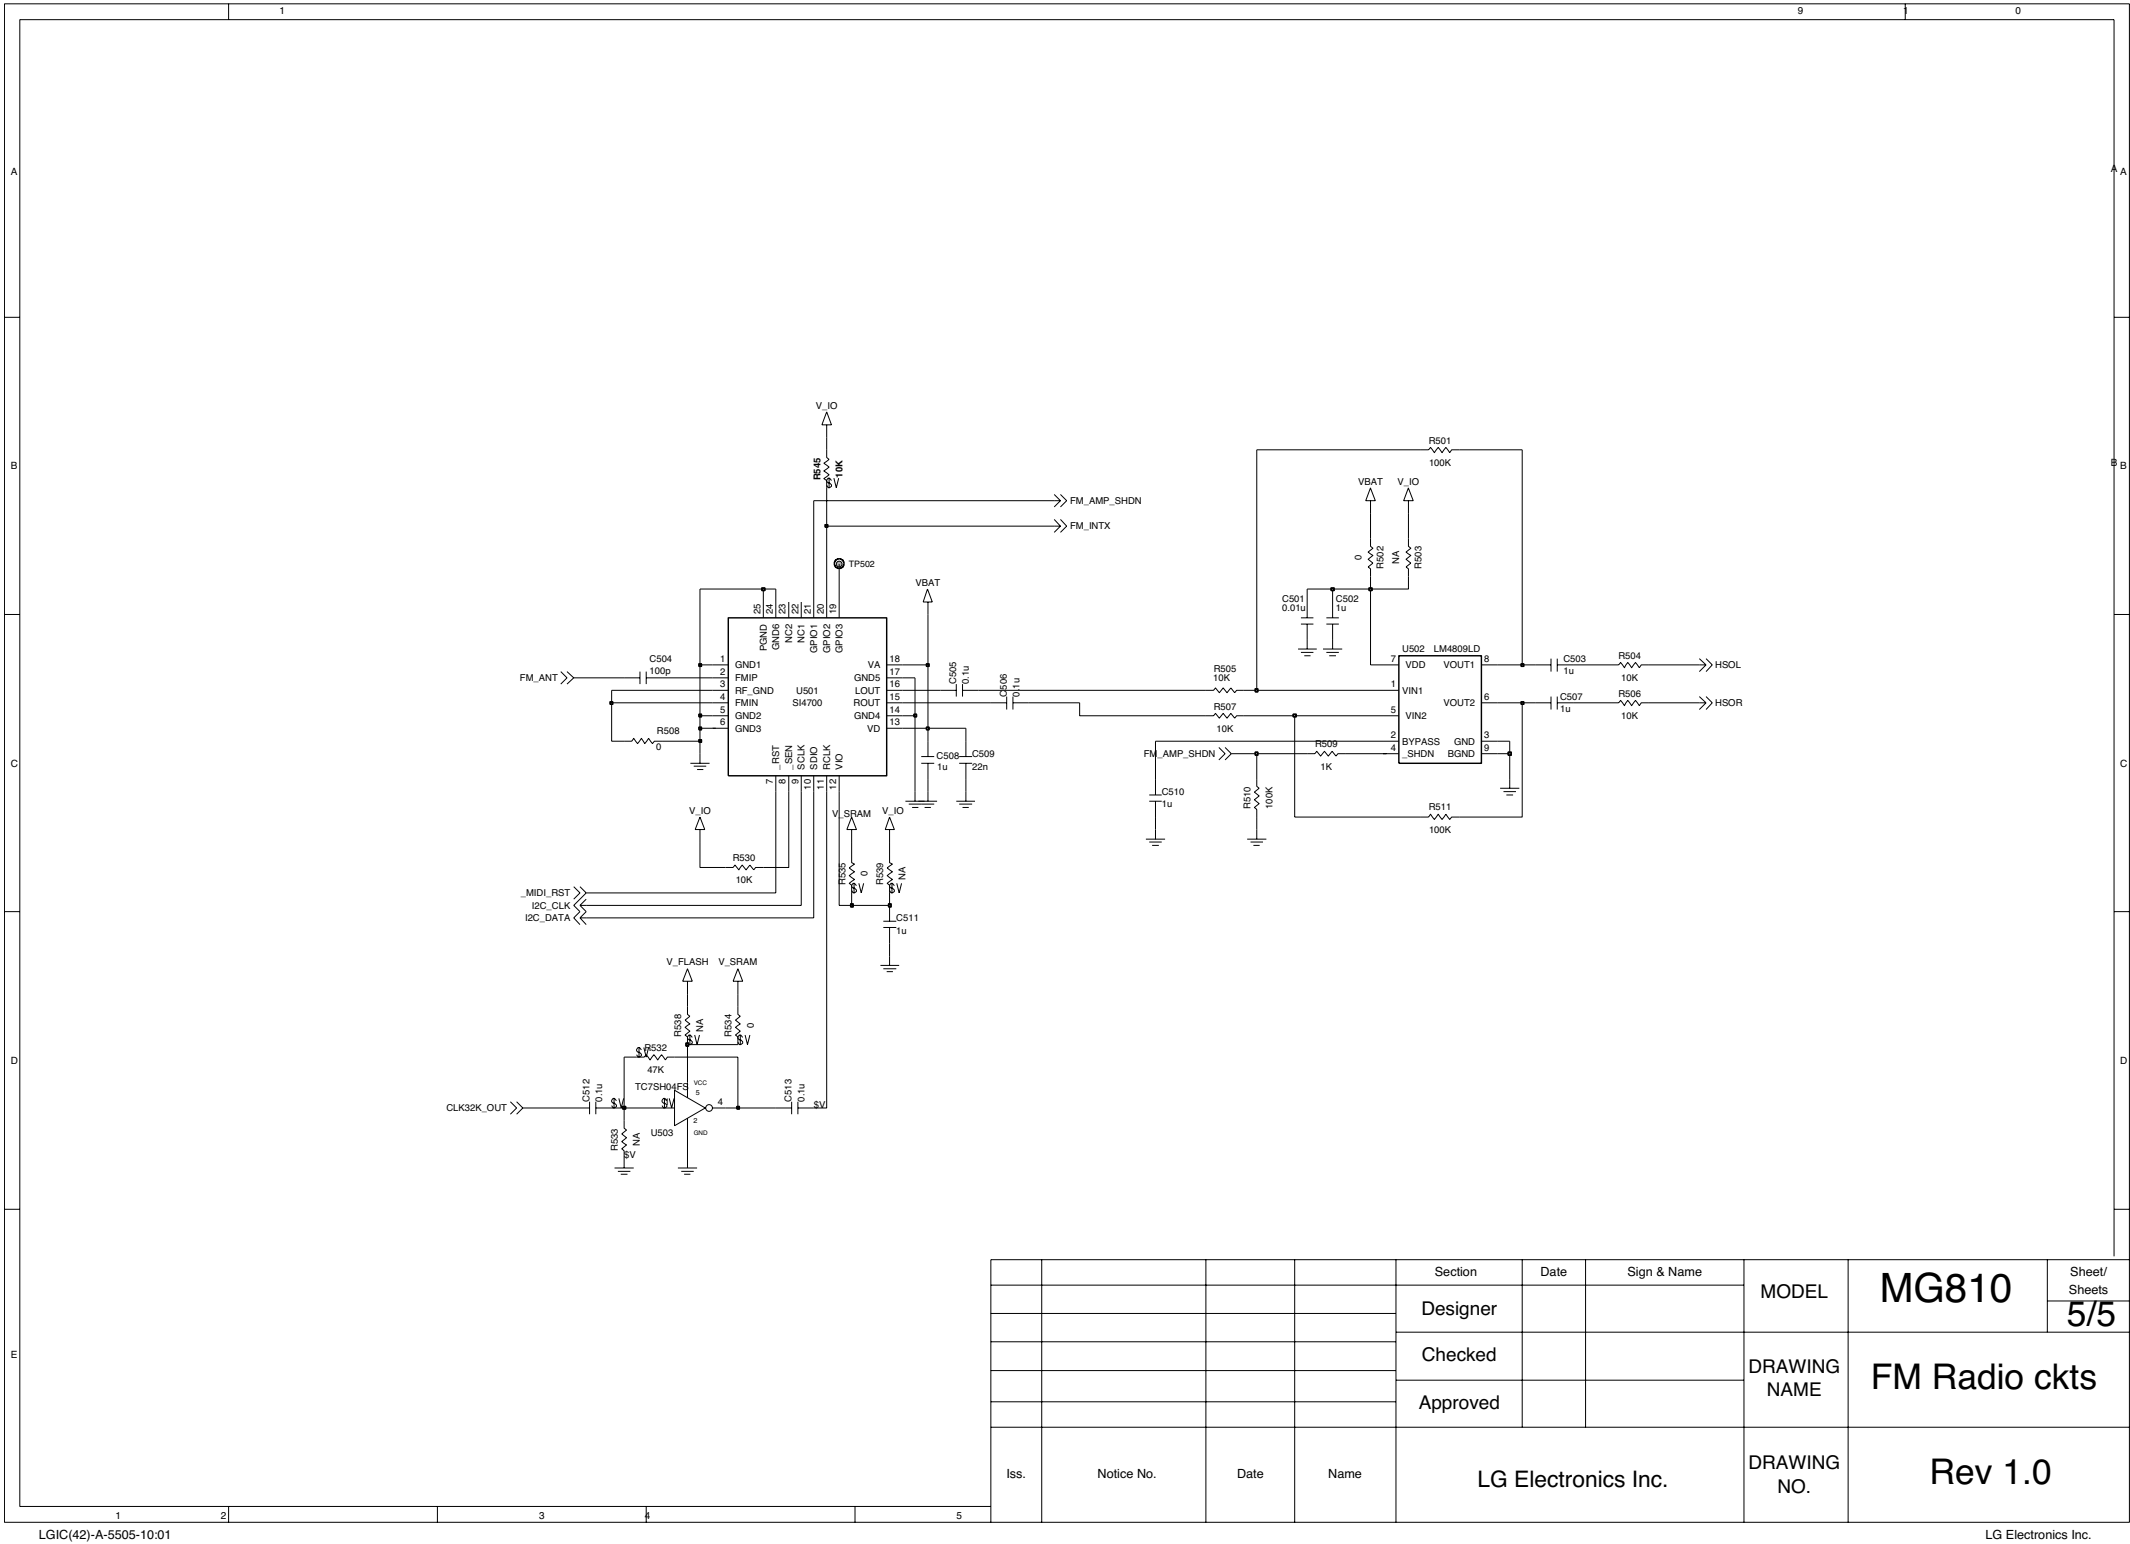 1
9
1
0
A
A
A
B
B
B
C
C
D
D
E
V_IO
R545
10K
$V
FM_AMP_SHDN
FM_INTX
TP502
VBAT
25
24
23
22
21
20
19
PGND
GND6
NC2
NC1
GPIO1
GPIO2
GPIO3
FM_ANT
C504
100p
1
2
3
4
5
6
GND1
FMIP
RF_GND
FMIN
GND2
GND3
U501
SI4700
VA
GND5
LOUT
ROUT
GND4
VD
18
17
16
15
14
13
R508
0
_RST
_SEN
SCLK
SDIO
RCLK
VIO
7
8
9
10
11
12
C505
0.1u
C506
0.1u
C508
1u
C509
22n
V_IO
R530
10K
_MIDI_RST
I2C_CLK
I2C_DATA
V_SRAM
V_IO
R535
0
$V
R539
NA
$V
C511
1u
V_FLASH
V_SRAM
R538
NA
$V
R534
0
$V
$V
R532
47K
CLK32K_OUT
C512
0.1u
$V
$V
TC7SH04FS
VCC
5
4
2
GND
U503
C513
0.1u
$V
R533
NA
$V
R501
100K
VBAT
V_IO
0
R502
NA
R503
C501
0.01u
C502
1u
U502 LM4809LD
7
1
5
2
4
VDD
VIN1
VIN2
BYPASS
_SHDN
VOUT1
VOUT2
GND
BGND
8
6
3
9
R505
10K
R507
10K
FM_AMP_SHDN
R509
1K
C510
1u
R510
100K
R511
100K
C503
1u
R504
10K
HSOL
C507
1u
R506
10K
HSOR
Section
Date
Sign & Name
Designer
Checked
Approved
MODEL
MG810
Sheet/
Sheets
5/5
DRAWING
NAME
FM Radio ckts
Iss.
Notice No.
Date
Name
LG Electronics Inc.
DRAWING
NO.
Rev 1.0
1
2
3
4
5
LGIC(42)-A-5505-10:01
LG Electronics Inc.